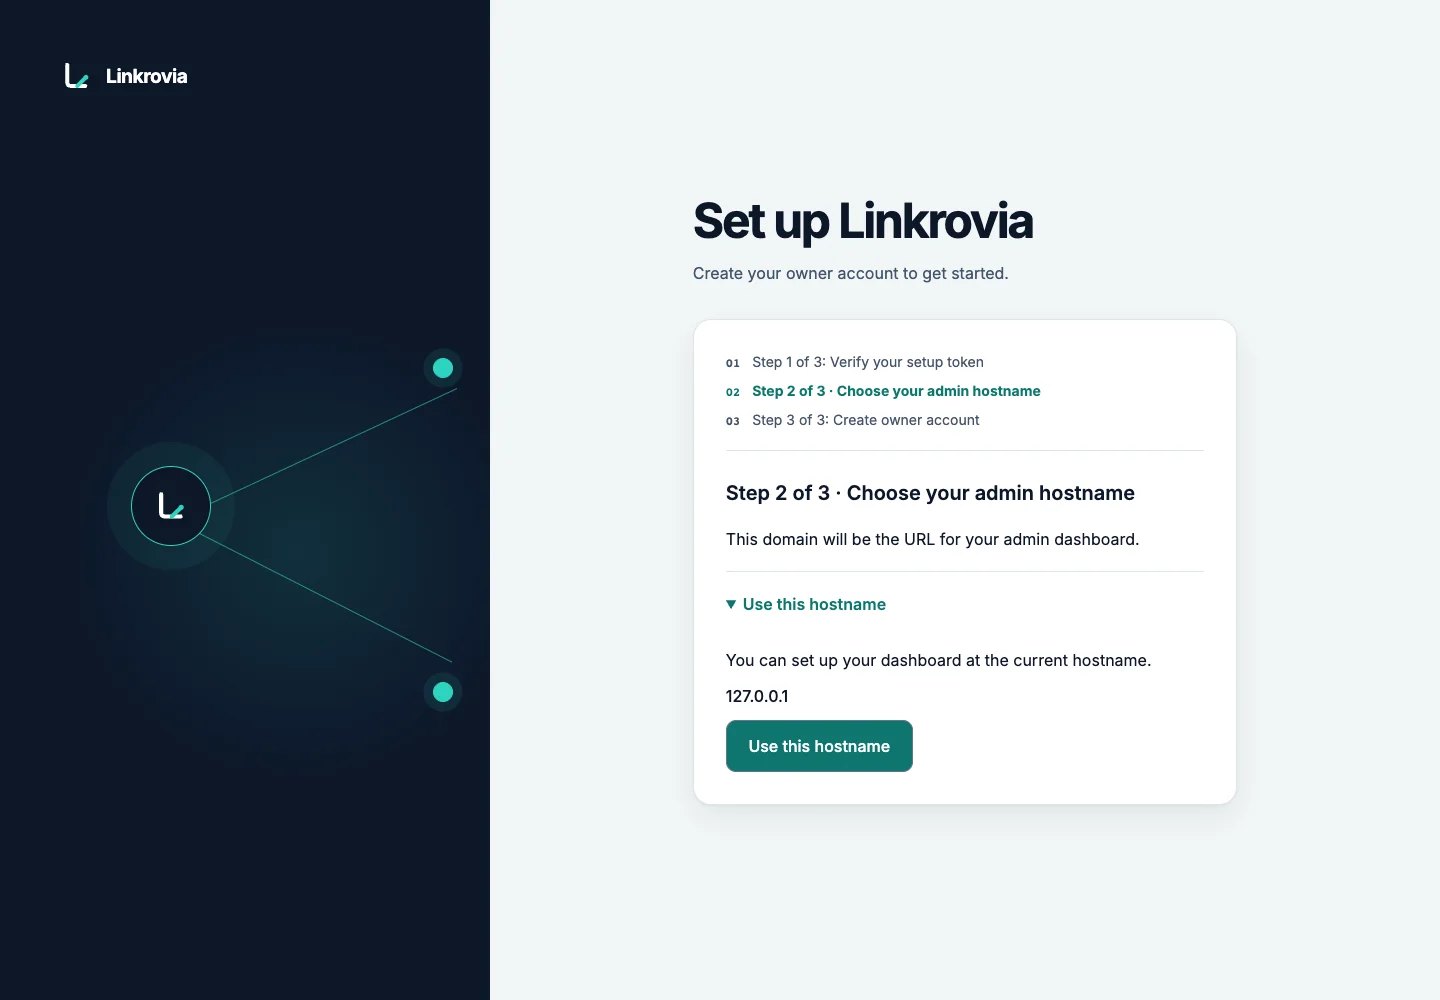 Linkrovia
Set up Linkrovia
Create your owner account to get started.
01 Step 1 of 3: Verify your setup token
02 Step 2 of 3 · Choose your admin hostname
03 Step 3 of 3: Create owner account
Step 2 of 3 · Choose your admin hostname
This domain will be the URL for your admin dashboard.
▼ Use this hostname
You can set up your dashboard at the current hostname.
127.0.0.1
Use this hostname